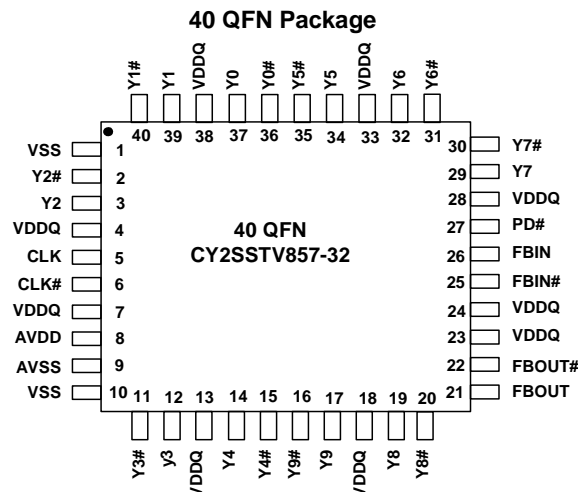 40 QFN Package
Y1# Y1 VDDQ Y0 Y0# Y5# Y5 VDDQ Y6 Y6#
40 39 38 37 36 35 34 33 32 31
VSS 1 30 Y7#
Y2# 2 29 Y7
Y2 3 28 VDDQ
VDDQ 4 27 PD#
CLK 5 26 FBIN
CLK# 6 25 FBIN#
VDDQ 7 24 VDDQ
AVDD 8 23 VDDQ
AVSS 9 22 FBOUT#
VSS 10 21 FBOUT
40 QFN
CY2SSTV857-32
11 12 13 14 15 16 17 18 19 20
Y3# y3 VDDQ Y4 Y4# Y9# Y9 VDDQ Y8 Y8#